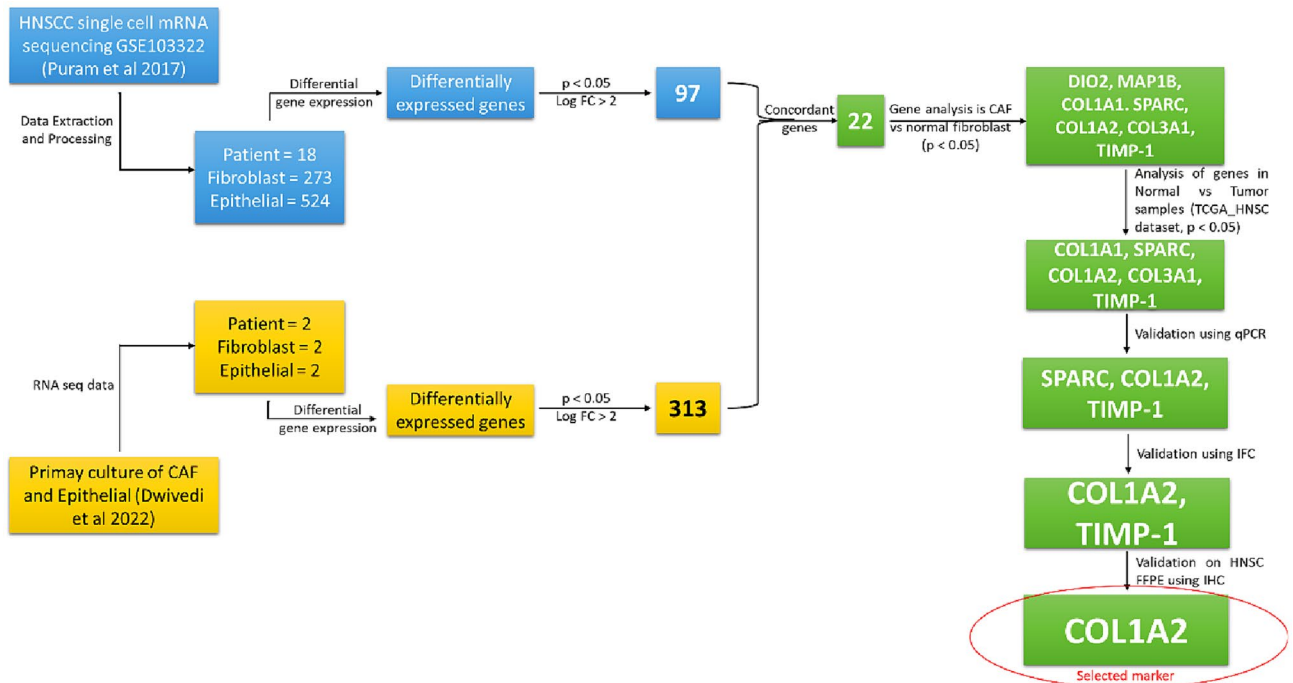 HNSCC single cell mRNA
sequencing GSE103322
(Puram et al 2017)
Data Extraction
and Processing
Patient = 18
Fibroblast = 273
Epithelial = 524
Differential
gene expression
Differentially
expressed genes
p < 0.05
Log FC > 2
97
Patient = 2
Fibroblast = 2
Epithelial = 2
RNA seq data
Primay culture of CAF
and Epithelial (Dwivedi
et al 2022)
Differential
gene expression
Differentially
expressed genes
p < 0.05
Log FC > 2
313
Concordant
genes
22
Gene analysis is CAF
vs normal fibroblast
(p < 0.05)
DIO2, MAP1B,
COL1A1. SPARC,
COL1A2, COL3A1,
TIMP-1
Analysis of genes in
Normal vs Tumor
samples (TCGA_HNSC
dataset, p < 0.05)
COL1A1, SPARC,
COL1A2, COL3A1,
TIMP-1
Validation using qPCR
SPARC, COL1A2,
TIMP-1
Validation using IFC
COL1A2,
TIMP-1
Validation on HNSC
FFPE using IHC
COL1A2
Selected marker